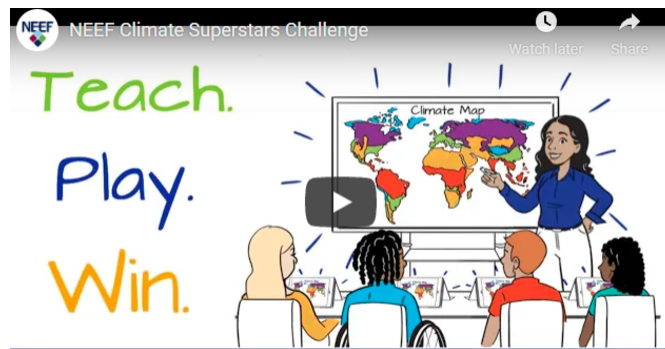 NEEF
NEEF Climate Superstars Challenge
Watch later
Share
Teach.
Play.
Win.
Climate Map